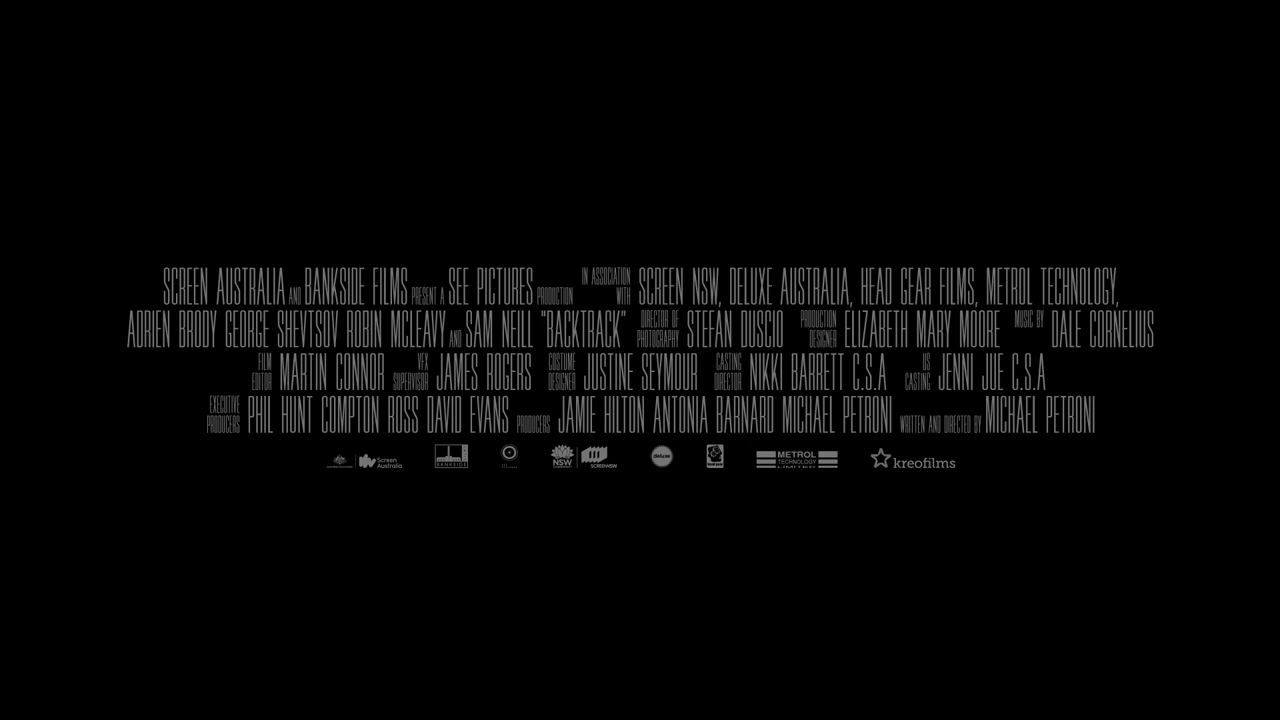 SCREEN AUSTRALIA AND BANKSIDE FILMS PRESENT A SEE PICTURES PRODUCTION IN ASSOCIATION WITH SCREEN NSW, DELUXE AUSTRALIA, HEAD GEAR FILMS, METROL TECHNOLOGY,
ADRIEN BRODY GEORGE SHEVTSOV ROBIN MCLEAVY AND SAM NEILL "BACKTRACK" DIRECTOR OF PHOTOGRAPHY STEFAN DUSCIO PRODUCTION DESIGNER ELIZABETH MARY MOORE MUSIC BY DALE CORNELIUS
FILM EDITOR MARTIN CONNOR VFX SUPERVISOR JAMES ROGERS COSTUME DESIGNER JUSTINE SEYMOUR CASTING DIRECTOR NIKKI BARRETT C.S.A US CASTING JENNI JUE C.S.A
EXECUTIVE PRODUCERS PHIL HUNT COMPTON ROSS DAVID EVANS PRODUCERS JAMIE HILTON ANTONIA BARNARD MICHAEL PETRONI WRITTEN AND DIRECTED BY MICHAEL PETRONI
Screen Australia BANKSIDE NSW SCREENNSW deluxe METROL TECHNOLOGY LIMITED kreofilms